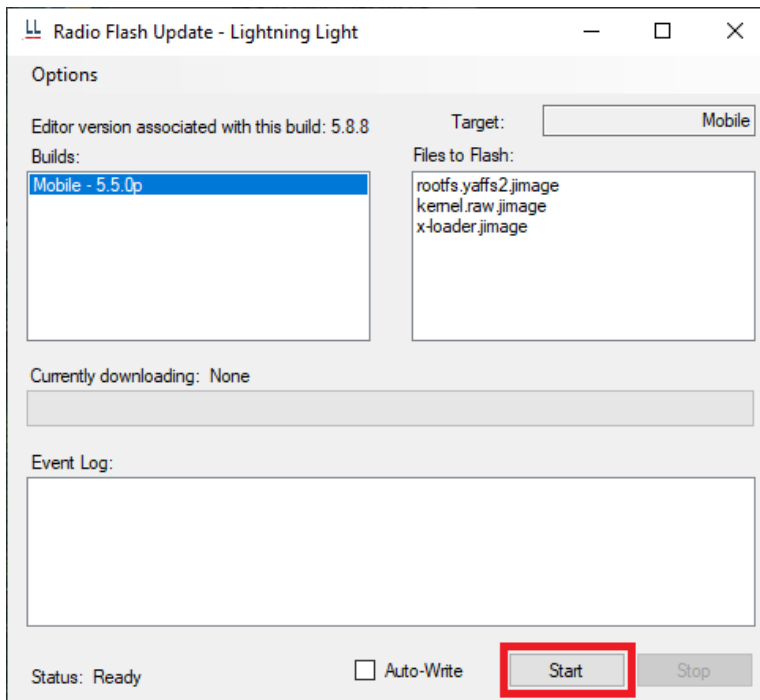 LL Radio Flash Update - Lightning Light
Options
Editor version associated with this build: 5.8.8
Target: Mobile
Builds:
Mobile - 5.5.0p
Files to Flash:
rootfs.yaffs2.jimage
kernel.raw.jimage
x-loader.jimage
Currently downloading: None
Event Log:
Status: Ready
Auto-Write
Start
Stop